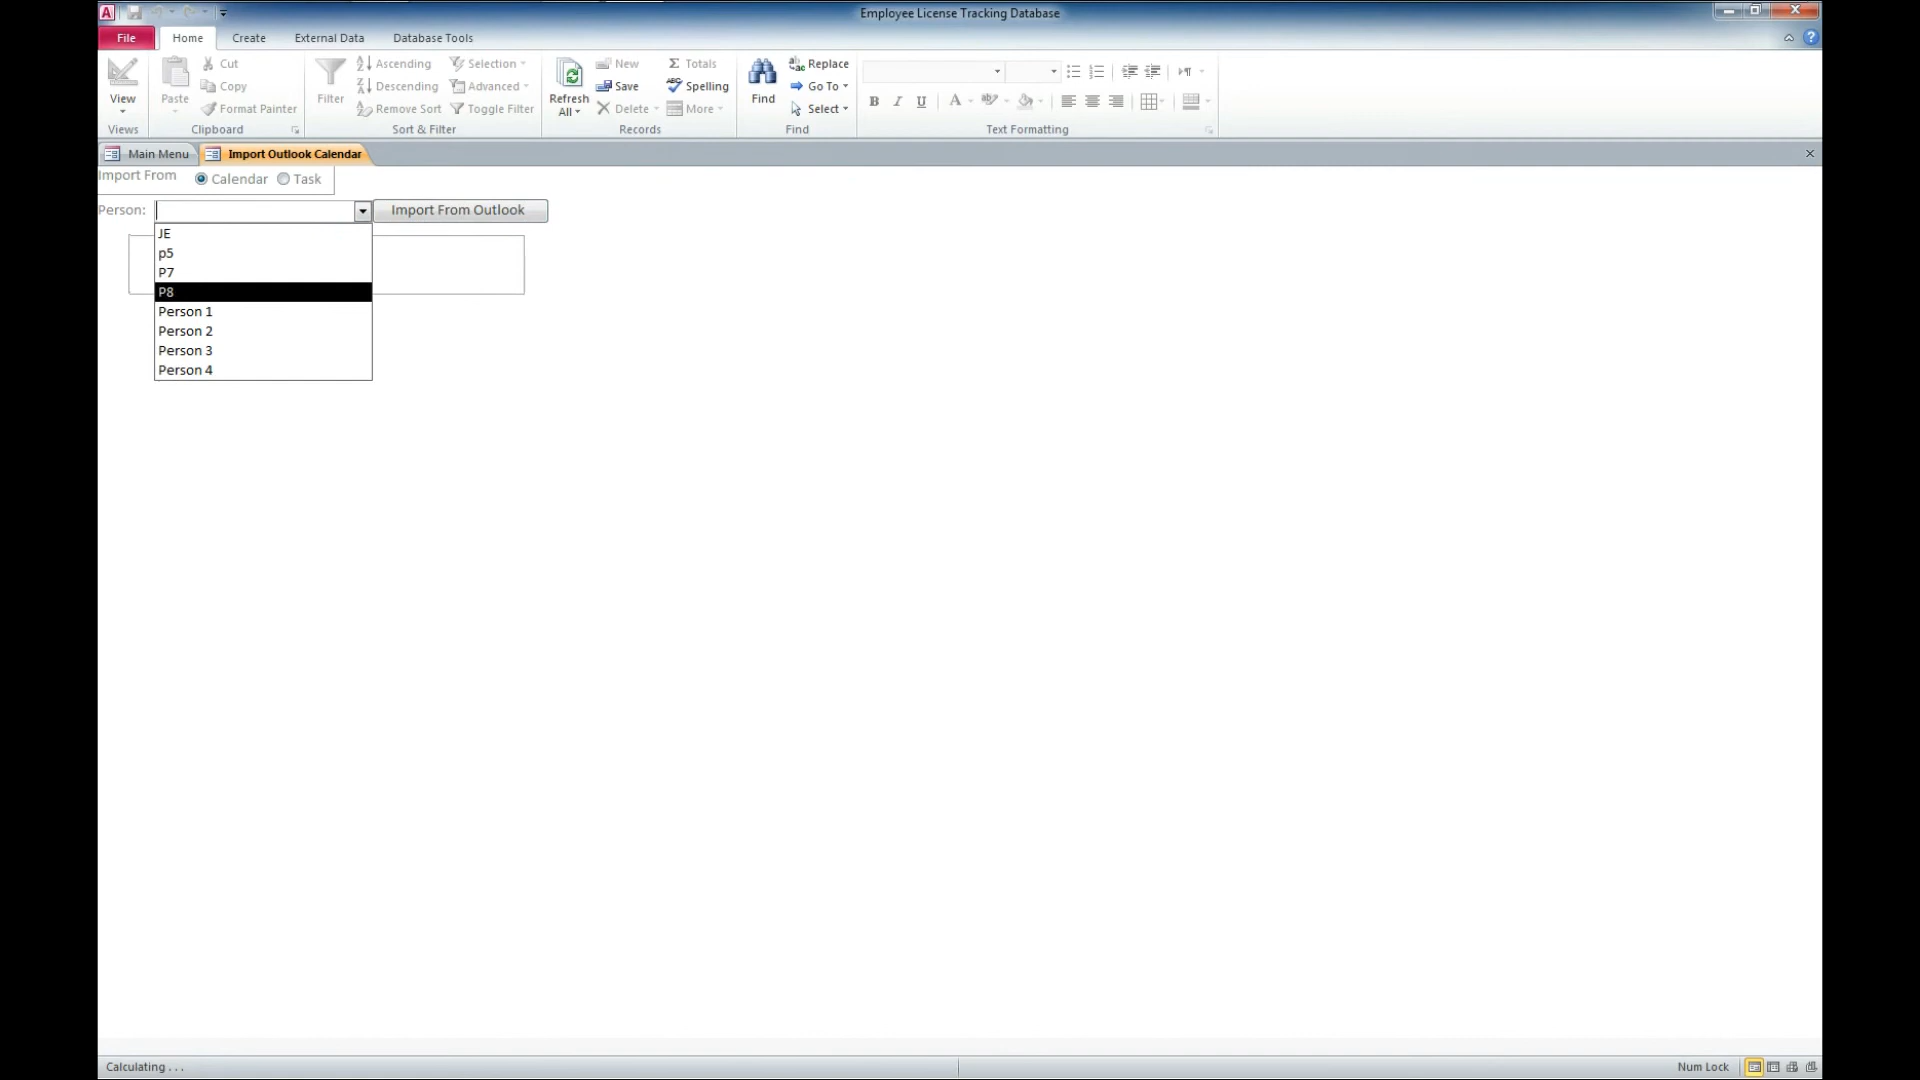 Employee License Tracking Database
File Home Create External Data Database Tools
View
Paste
Cut
Copy
Format Painter
Filter
Ascending
Descending
Remove Sort
Selection
Advanced
Toggle Filter
Refresh
All
New
Save
Delete
Totals
Spelling
More
Find
Replace
Go To
Select
B I U
Views Clipboard Sort & Filter Records Find Text Formatting
Main Menu Import Outlook Calendar
Import From Calendar Task
Person: Import From Outlook
JE
p5
P7
P8
Person 1
Person 2
Person 3
Person 4
Calculating . . . Num Lock